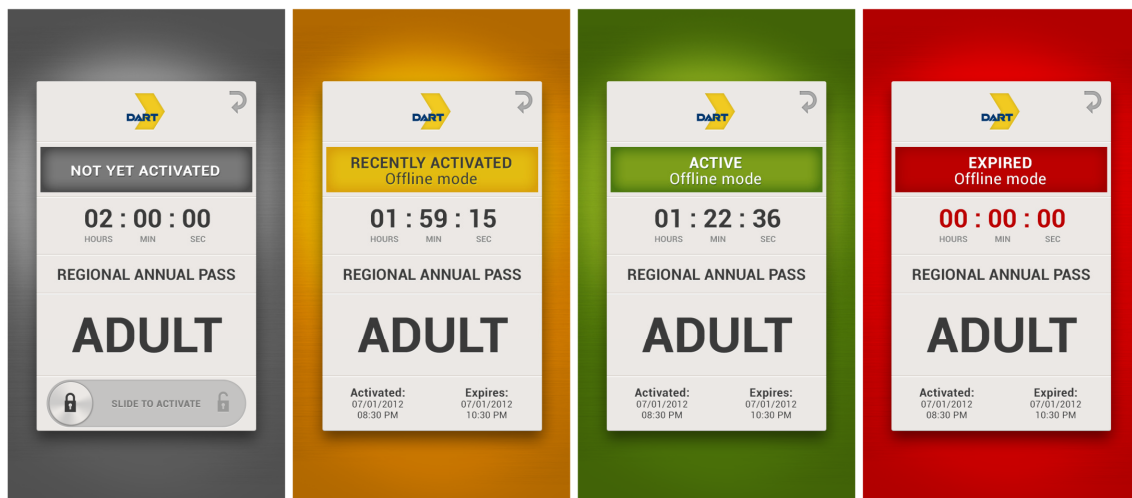 DART
NOT YET ACTIVATED
02 : 00 : 00
HOURS MIN SEC
REGIONAL ANNUAL PASS
ADULT
SLIDE TO ACTIVATE
DART
RECENTLY ACTIVATED
Offline mode
01 : 59 : 15
HOURS MIN SEC
REGIONAL ANNUAL PASS
ADULT
Activated: Expires:
07/01/2012 07/01/2012
08:30 PM 10:30 PM
DART
ACTIVE
Offline mode
01 : 22 : 36
HOURS MIN SEC
REGIONAL ANNUAL PASS
ADULT
Activated: Expires:
07/01/2012 07/01/2012
08:30 PM 10:30 PM
DART
EXPIRED
Offline mode
00 : 00 : 00
HOURS MIN SEC
REGIONAL ANNUAL PASS
ADULT
Activated: Expired:
07/01/2012 07/01/2012
08:30 PM 10:30 PM